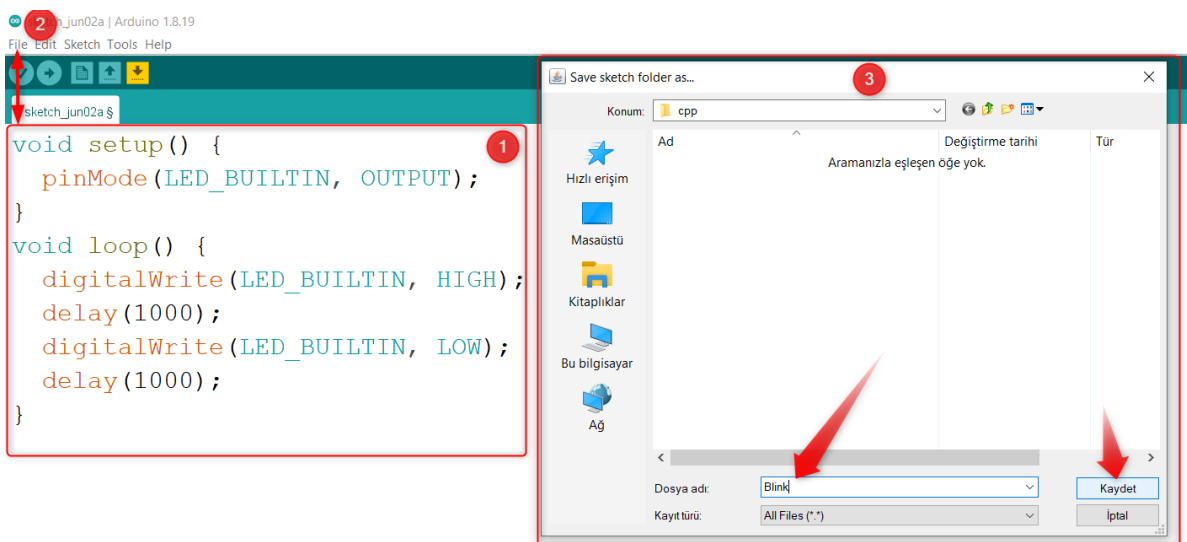 sketch_jun02a | Arduino 1.8.19
2
File Edit Sketch Tools Help
sketch_jun02a §
1
void setup() {
  pinMode(LED_BUILTIN, OUTPUT);
}
void loop() {
  digitalWrite(LED_BUILTIN, HIGH);
  delay(1000);
  digitalWrite(LED_BUILTIN, LOW);
  delay(1000);
}
Save sketch folder as...
3
Konum: cpp
Ad Değiştirme tarihi Tür
Aramanızla eşleşen öğe yok.
Hızlı erişim
Masaüstü
Kitaplıklar
Bu bilgisayar
Ağ
Dosya adı: Blink Kaydet
Kayıt türü: All Files (*.*) İptal